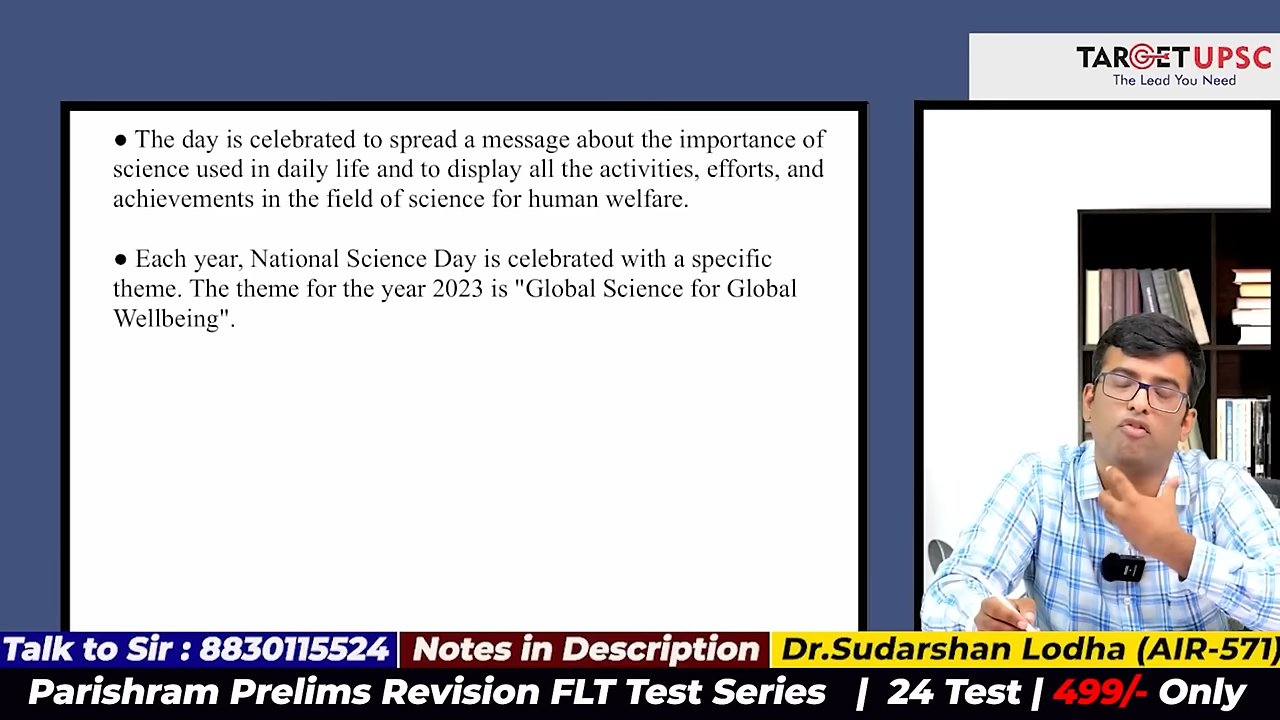 TARGETUPSC
The Lead You Need
● The day is celebrated to spread a message about the importance of
science used in daily life and to display all the activities, efforts, and
achievements in the field of science for human welfare.
● Each year, National Science Day is celebrated with a specific
theme. The theme for the year 2023 is "Global Science for Global
Wellbeing".
Talk to Sir : 8830115524
Notes in Description
Dr.Sudarshan Lodha (AIR-571)
Parishram Prelims Revision FLT Test Series | 24 Test | 499/- Only